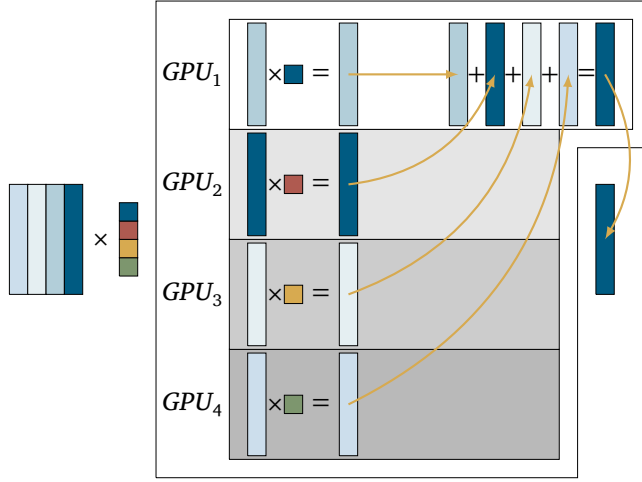 GPU₁ × = + + + =
GPU₂ × =
×
GPU₃ × =
GPU₄ × =